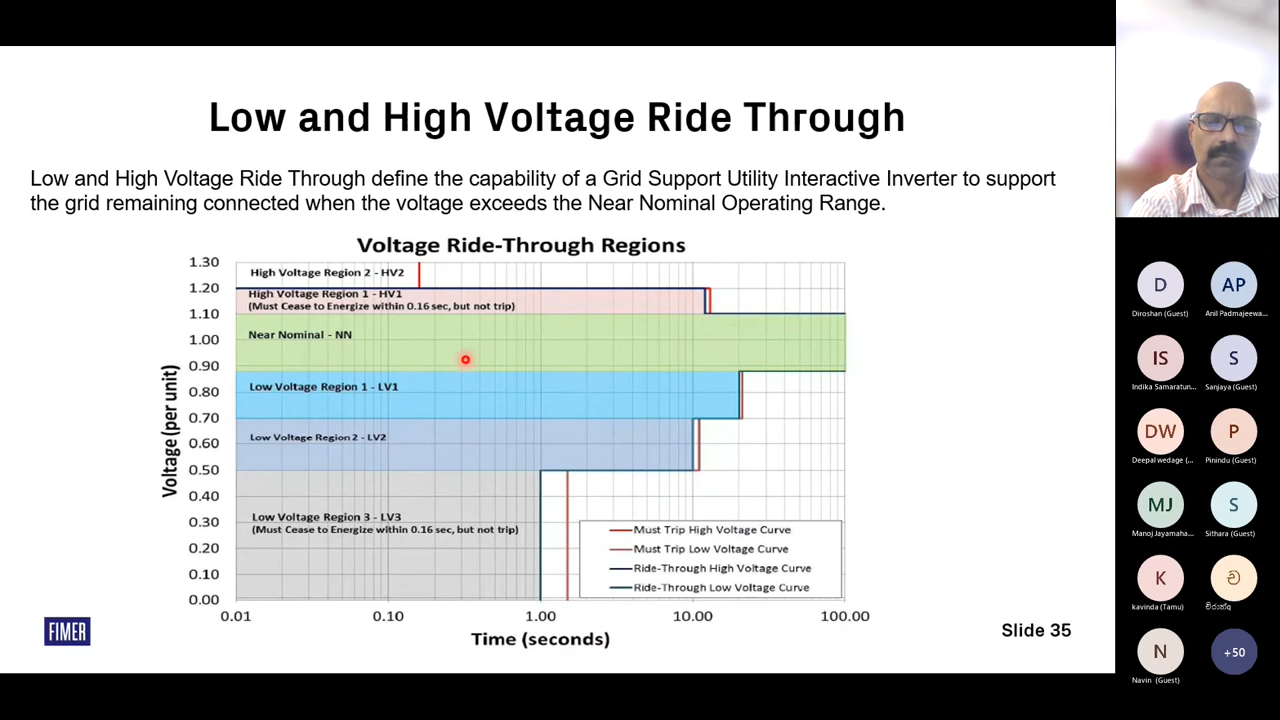 Low and High Voltage Ride Through
Low and High Voltage Ride Through define the capability of a Grid Support Utility Interactive Inverter to support
the grid remaining connected when the voltage exceeds the Near Nominal Operating Range.
Voltage Ride-Through Regions
Voltage (per unit)
1.30
1.20
1.10
1.00
0.90
0.80
0.70
0.60
0.50
0.40
0.30
0.20
0.10
0.00
High Voltage Region 2 - HV2
High Voltage Region 1 - HV1
(Must Cease to Energize within 0.16 sec, but not trip)
Near Nominal - NN
Low Voltage Region 1 - LV1
Low Voltage Region 2 - LV2
Low Voltage Region 3 - LV3
(Must Cease to Energize within 0.16 sec, but not trip)
Must Trip High Voltage Curve
Must Trip Low Voltage Curve
Ride-Through High Voltage Curve
Ride-Through Low Voltage Curve
0.01 0.10 1.00 10.00 100.00
Time (seconds)
FIMER
Slide 35
D
Diroshan (Guest)
AP
Anil Padmajeewa...
IS
Indika Samaratun...
S
Sanjaya (Guest)
DW
Deepal wedage (...
P
Pinindu (Guest)
MJ
Manoj Jayamaha...
S
Sithara (Guest)
K
kavinda (Tamu)
ච
N
Navin (Guest)
+50